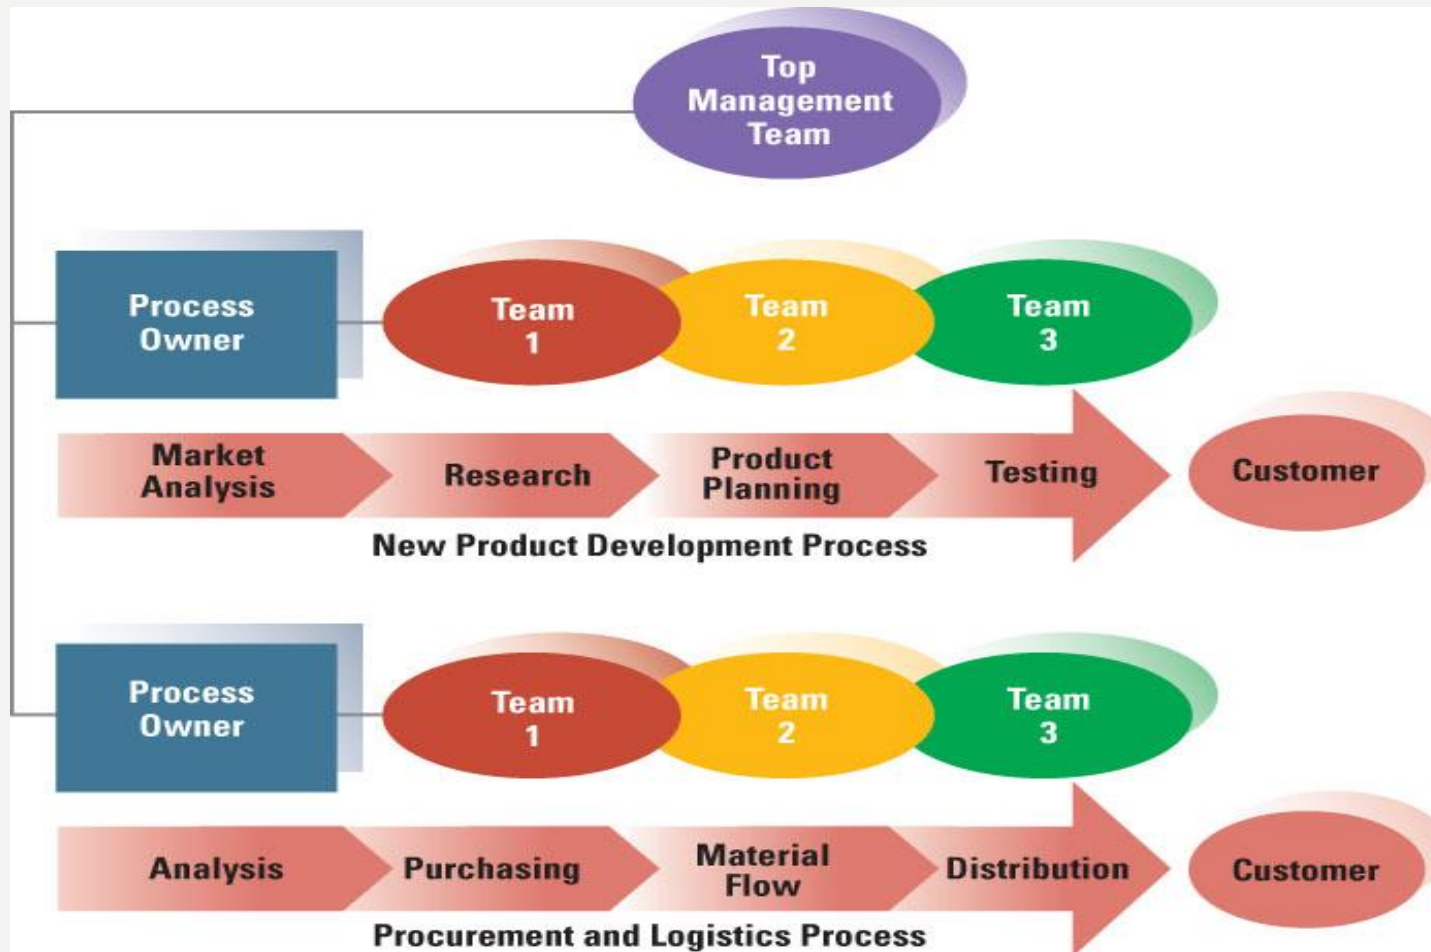 Top
Management
Team
Process
Owner
Team
1
Team
2
Team
3
Market
Analysis
Research
Product
Planning
Testing
Customer
New Product Development Process
Process
Owner
Team
1
Team
2
Team
3
Analysis
Purchasing
Material
Flow
Distribution
Customer
Procurement and Logistics Process